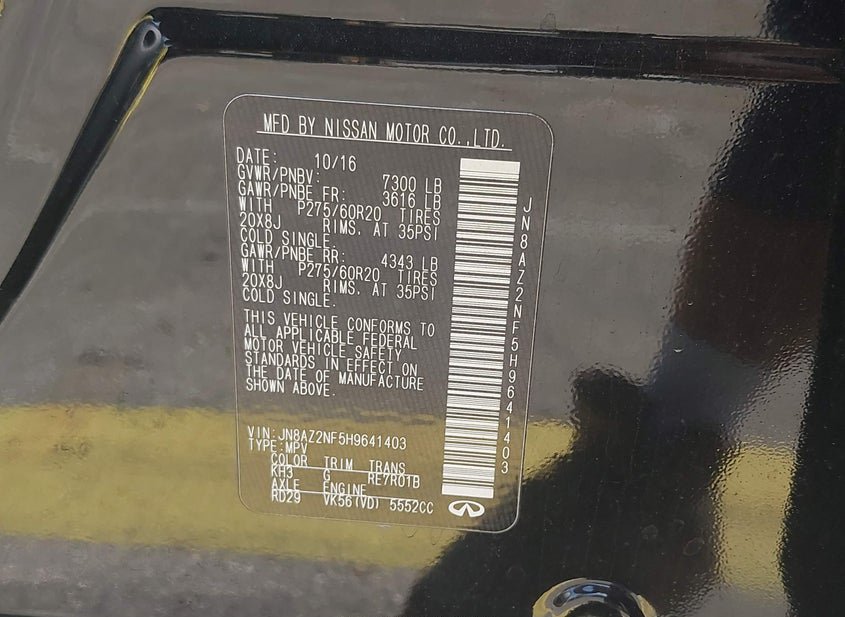 MFD BY NISSAN MOTOR CO.,LTD.
DATE: 10/16
GVWR/PNBV: 7300 LB
GAWR/PNBE FR: 3616 LB
WITH P275/60R20 TIRES
20X8J RIMS. AT 35PSI
COLD SINGLE.
GAWR/PNBE RR: 4343 LB
WITH P275/60R20 TIRES
20X8J RIMS. AT 35PSI
COLD SINGLE.
THIS VEHICLE CONFORMS TO
ALL APPLICABLE FEDERAL
MOTOR VEHICLE SAFETY
STANDARDS IN EFFECT ON
THE DATE OF MANUFACTURE
SHOWN ABOVE.
VIN:JN8AZ2NF5H9641403
TYPE:MPV
COLOR TRIM TRANS
KH3 G RE7R01B
AXLE ENGINE
RD29 VK56(VD) 5552CC
JN8AZ2NF5H9641403